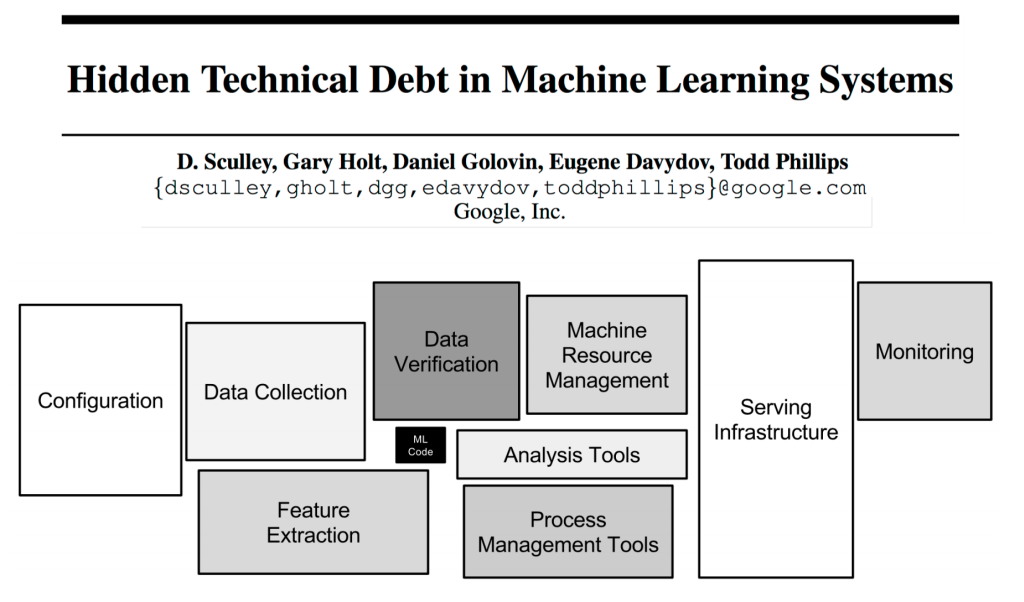 Hidden Technical Debt in Machine Learning Systems
D. Sculley, Gary Holt, Daniel Golovin, Eugene Davydov, Todd Phillips
{dsculley,gholt,dgg,edavydov,toddphillips}@google.com
Google, Inc.
Configuration
Data Collection
Data
Verification
Machine
Resource
Management
Serving
Infrastructure
Monitoring
ML
Code
Analysis Tools
Feature
Extraction
Process
Management Tools